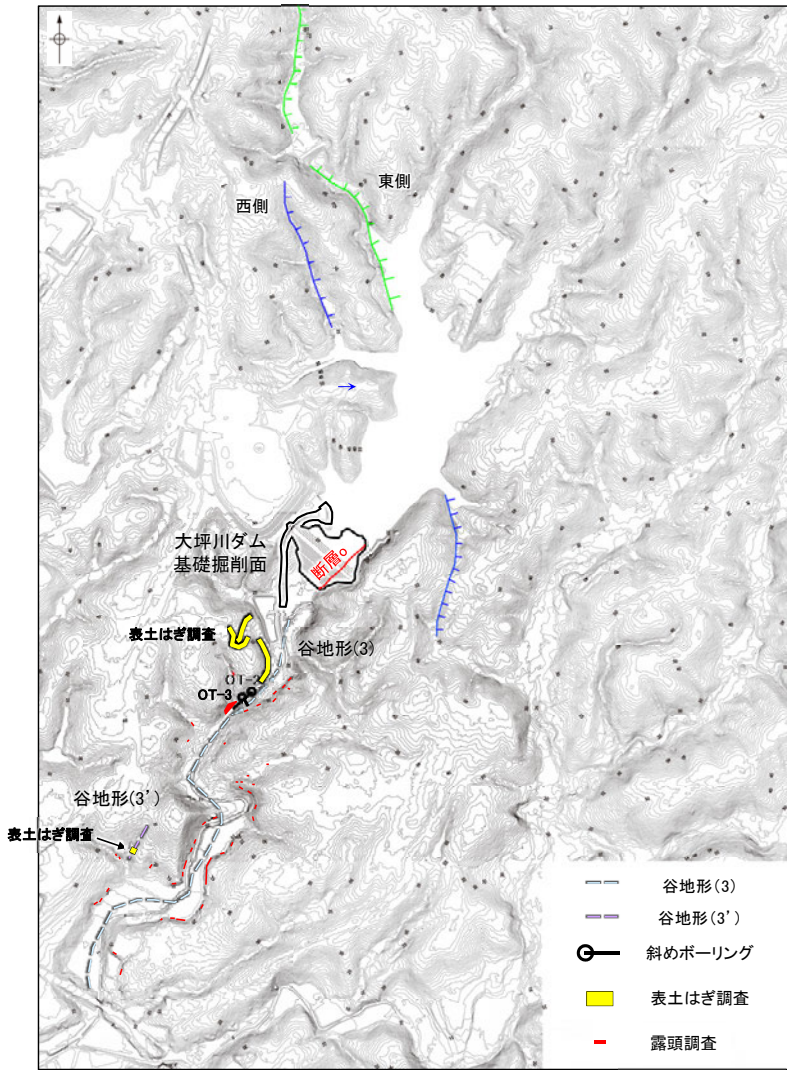 東側
西側
大坪川ダム
基礎掘削面
断層o
表土はぎ調査
谷地形(3)
OT-2
OT-3
谷地形(3')
表土はぎ調査
谷地形(3)
谷地形(3')
斜めボーリング
表土はぎ調査
露頭調査